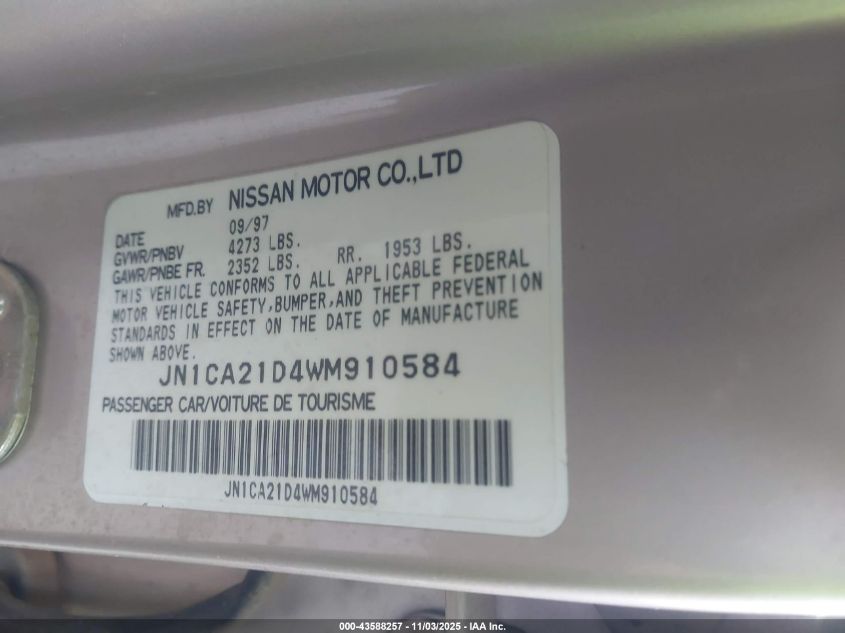 MFD.BY NISSAN MOTOR CO.,LTD
DATE 09/97
GVWR/PNBV 4273 LBS.
GAWR/PNBE FR. 2352 LBS. RR. 1953 LBS.
THIS VEHICLE CONFORMS TO ALL APPLICABLE FEDERAL
MOTOR VEHICLE SAFETY,BUMPER,AND THEFT PREVENTION
STANDARDS IN EFFECT ON THE DATE OF MANUFACTURE
SHOWN ABOVE.
JN1CA21D4WM910584
PASSENGER CAR/VOITURE DE TOURISME
JN1CA21D4WM910584
000-43588257 - 11/03/2025 - IAA Inc.